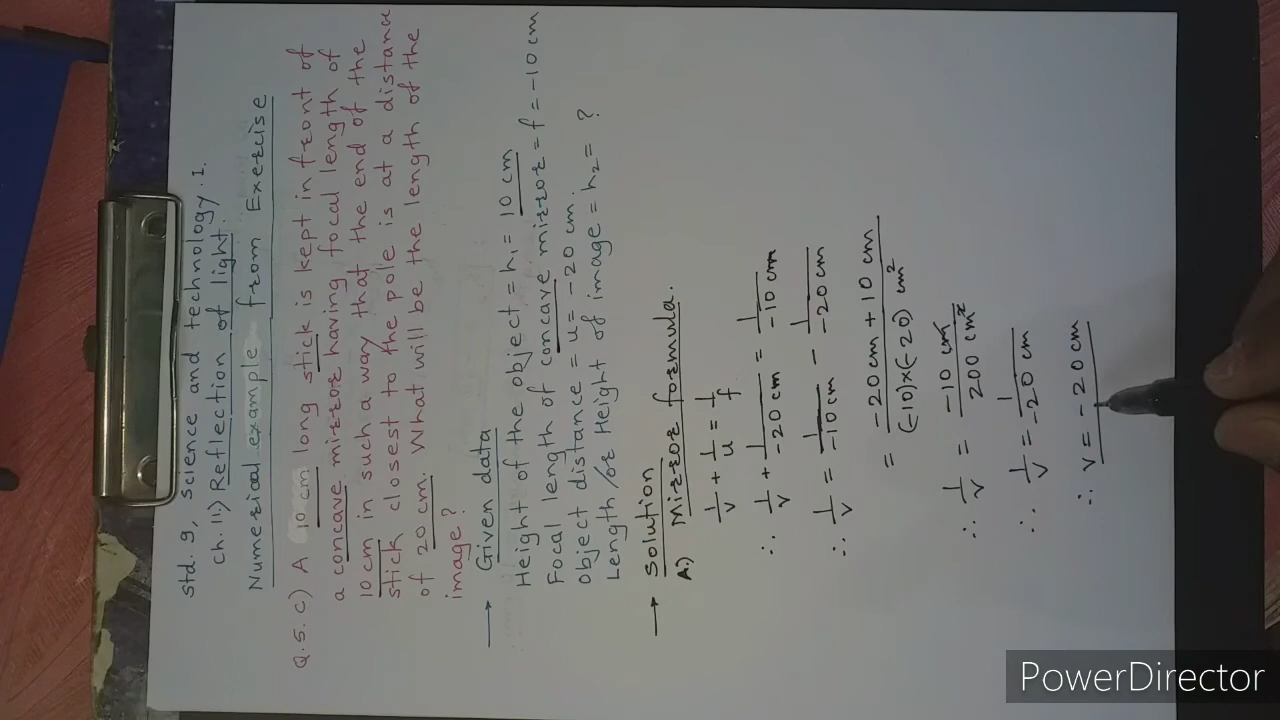 std. 9, science and technology. I.
ch. 11.) Reflection of light.
Numerical example from Exercise
Q.5. C) A 10 cm long stick is kept in front of
a concave mirror having focal length of
10 cm in such a way that the end of the
stick closest to the pole is at a distance
of 20 cm. What will be the length of the
image?
→ Given data
Height of the object = h₁ = 10 cm
Focal length of concave mirror = f = -10 cm
object distance = u = -20 cm.
Length /or Height of image = h₂ = ?
→ Solution
A.) Mirror formula.
1/v + 1/u = 1/f
∴ 1/v + 1/-20 cm = 1/-10 cm
∴ 1/v = 1/-10 cm - 1/-20 cm
= -20 cm + 10 cm / (-10)×(-20) cm²
∴ 1/v = -10 cm / 200 cm²
∴ 1/v = 1/-20 cm
∴ v = -20 cm
PowerDirector